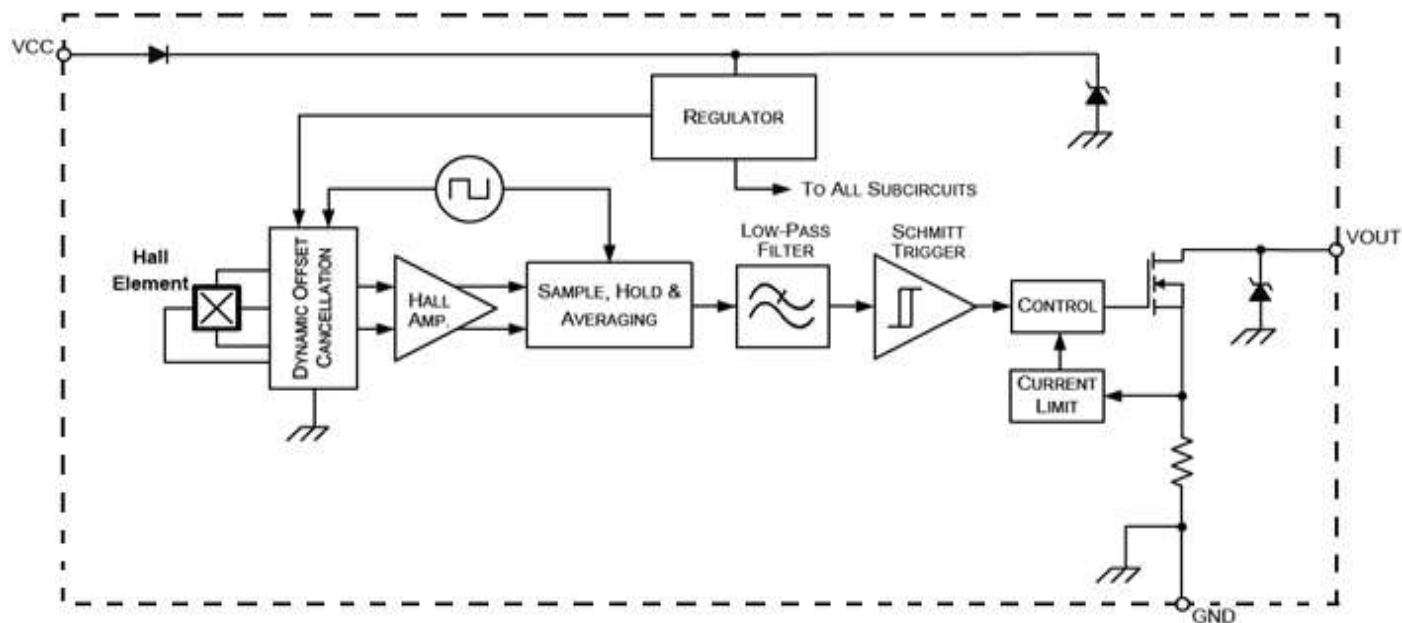 VCC
REGULATOR
TO ALL SUBCIRCUITS
Hall
Element
DYNAMIC OFFSET
CANCELLATION
HALL
AMP.
SAMPLE, HOLD &
AVERAGING
LOW-PASS
FILTER
SCHMITT
TRIGGER
CONTROL
CURRENT
LIMIT
VOUT
GND